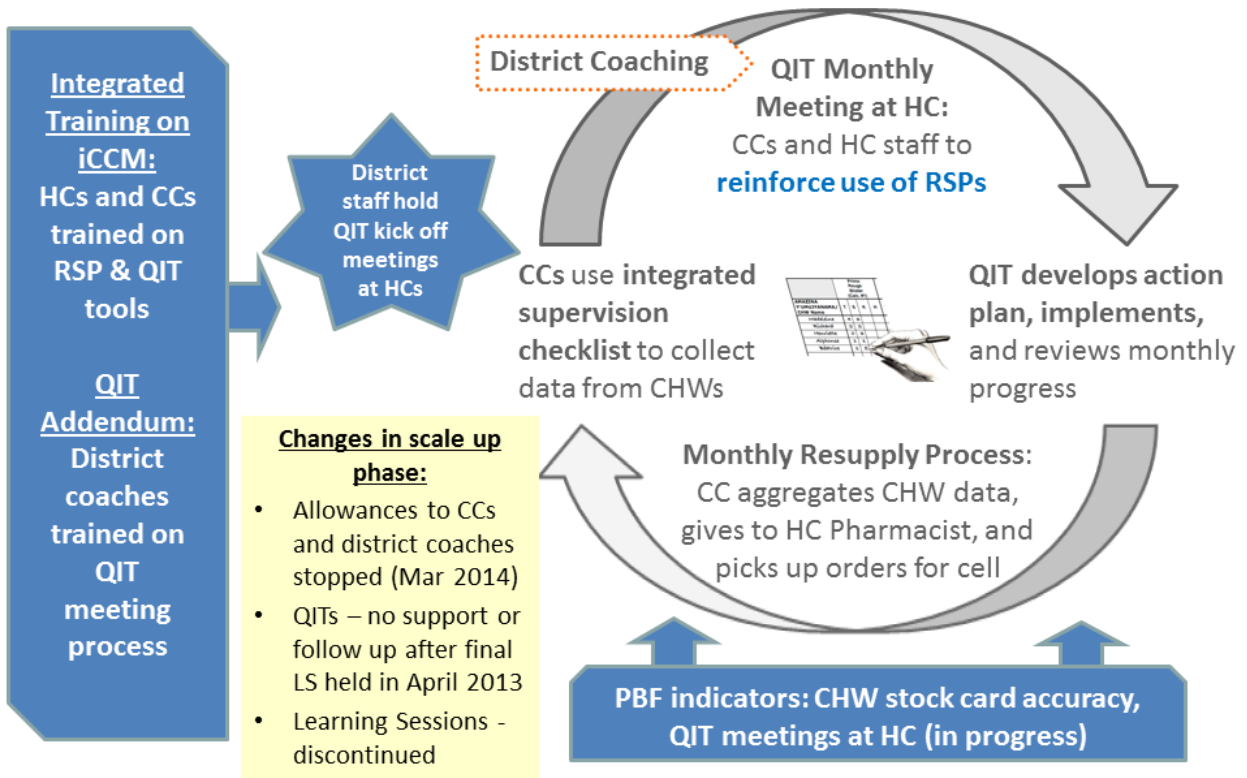 Integrated
Training on
iCCM:
HCs and CCs
trained on
RSP & QIT
tools
QIT
Addendum:
District
coaches
trained on
QIT
meeting
process
District
staff hold
QIT kick off
meetings
at HCs
District Coaching
QIT Monthly
Meeting at HC:
CCs and HC staff to
reinforce use of RSPs
CCs use integrated
supervision
checklist to collect
data from CHWs
QIT develops action
plan, implements,
and reviews monthly
progress
Monthly Resupply Process:
CC aggregates CHW data,
gives to HC Pharmacist, and
picks up orders for cell
Changes in scale up
phase:
• Allowances to CCs
and district coaches
stopped (Mar 2014)
• QITs – no support or
follow up after final
LS held in April 2013
• Learning Sessions -
discontinued
PBF indicators: CHW stock card accuracy,
QIT meetings at HC (in progress)
CHW Name